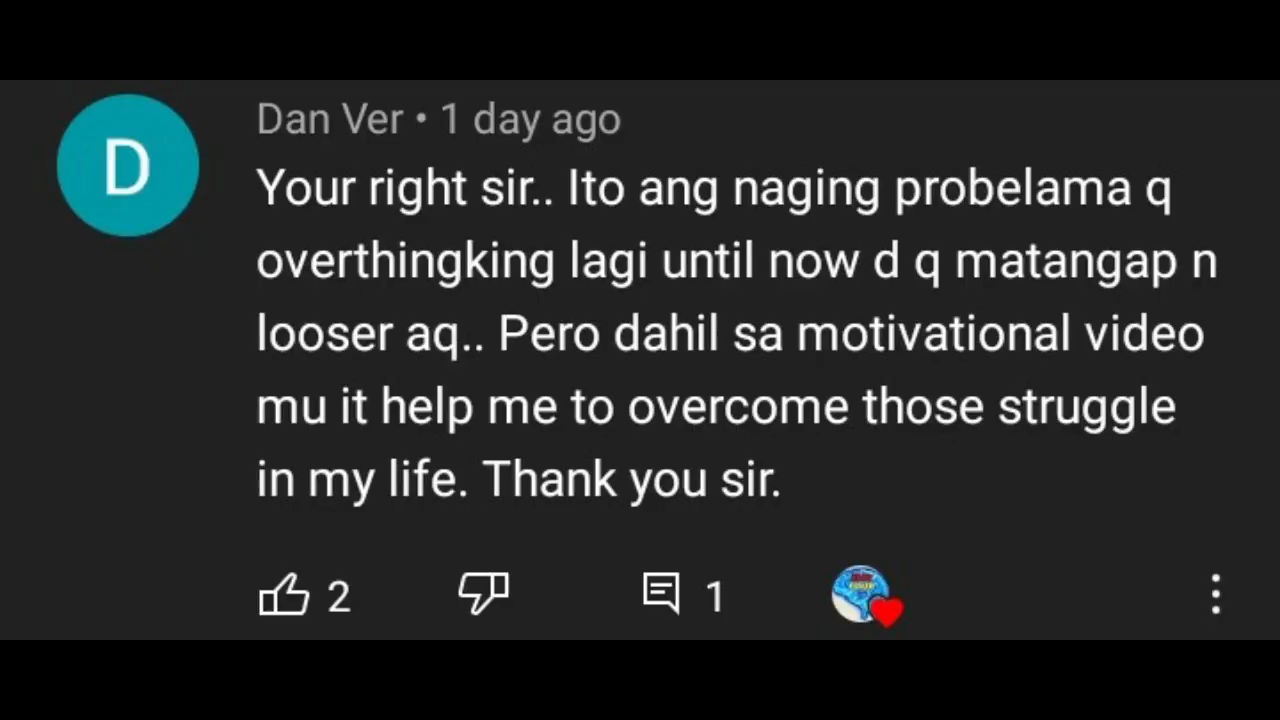 D
Dan Ver • 1 day ago
Your right sir.. Ito ang naging probelama q
overthingking lagi until now d q matangap n
looser aq.. Pero dahil sa motivational video
mu it help me to overcome those struggle
in my life. Thank you sir.
2
1